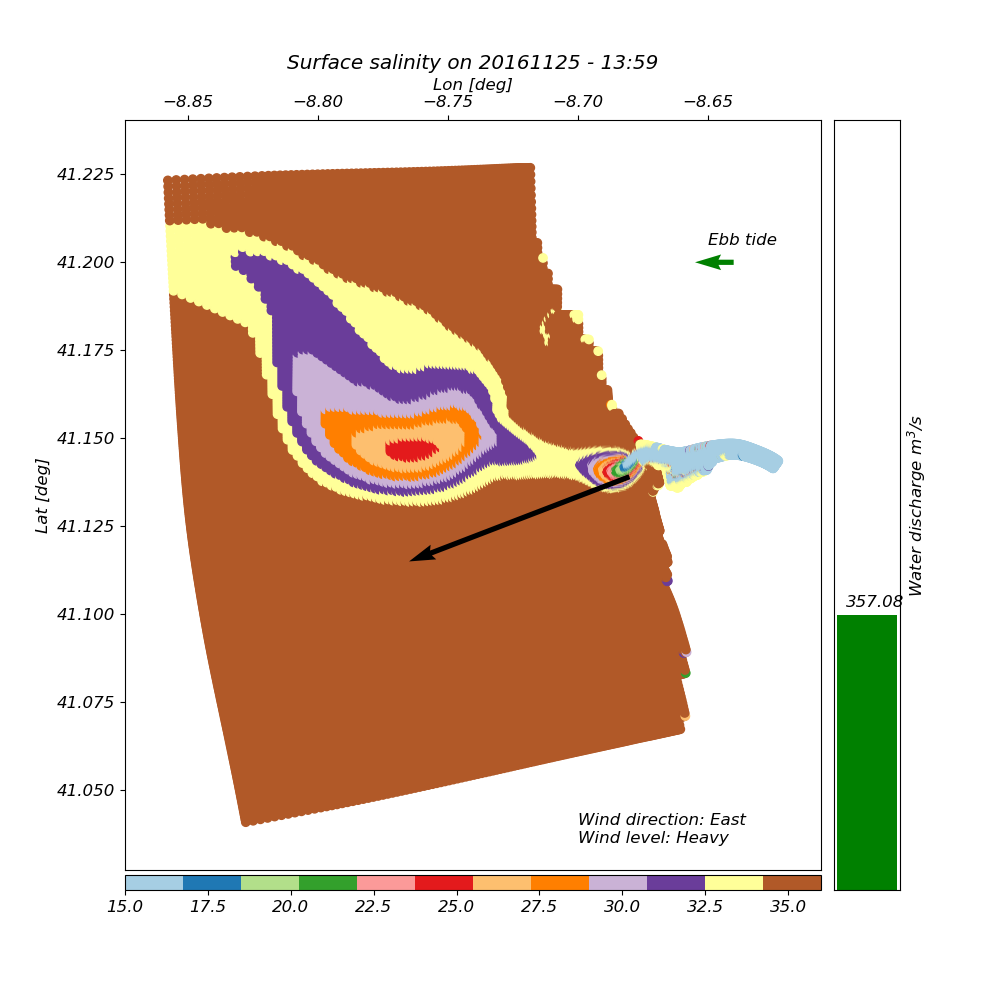 Surface salinity on 20161125 - 13:59
Lon [deg]
−8.85 −8.80 −8.75 −8.70 −8.65
41.225
41.200
41.175
41.150
41.125
41.100
41.075
41.050
Lat [deg]
Ebb tide
Wind direction: East
Wind level: Heavy
357.08
Water discharge m³/s
15.0 17.5 20.0 22.5 25.0 27.5 30.0 32.5 35.0